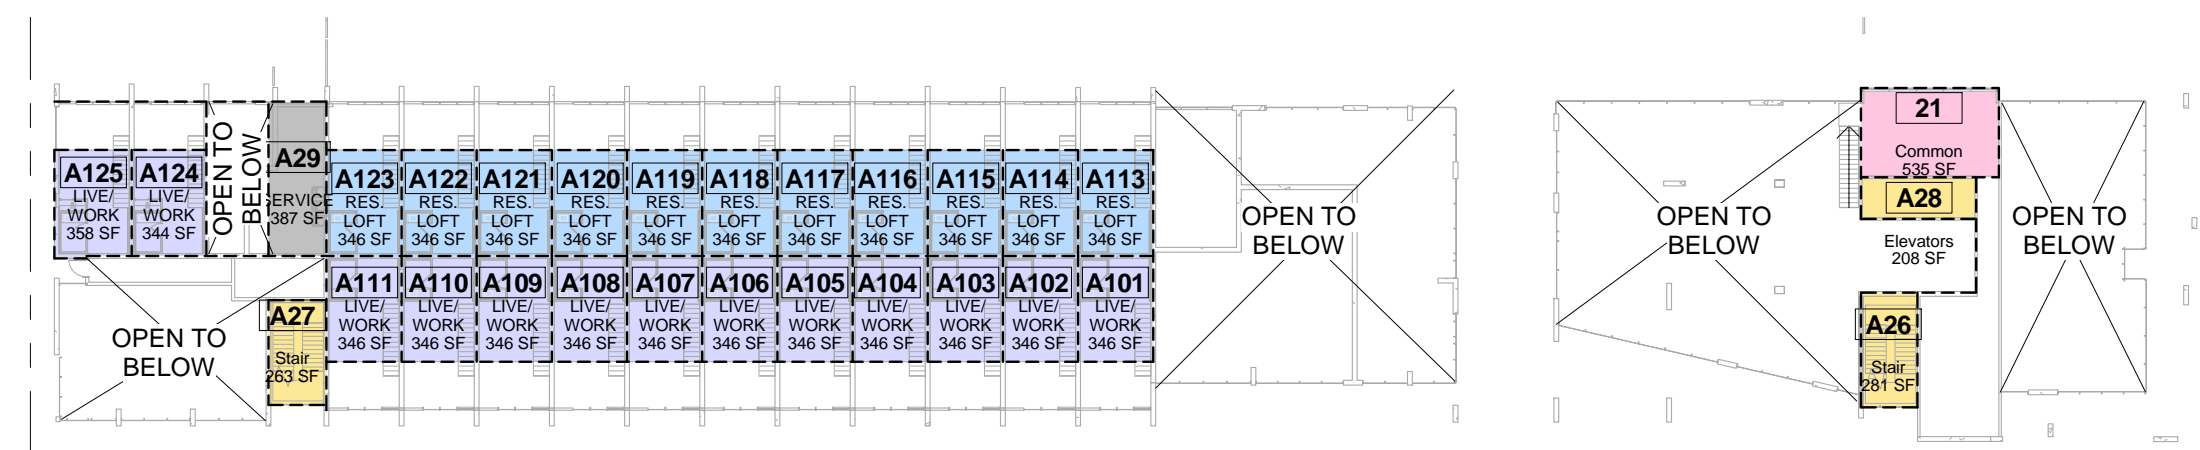 A125
LIVE/
WORK
358 SF
A124
LIVE/
WORK
344 SF
OPEN TO
BELOW
A29
SERVICE
387 SF
A123
RES.
LOFT
346 SF
A122
RES.
LOFT
346 SF
A121
RES.
LOFT
346 SF
A120
RES.
LOFT
346 SF
A119
RES.
LOFT
346 SF
A118
RES.
LOFT
346 SF
A117
RES.
LOFT
346 SF
A116
RES.
LOFT
346 SF
A115
RES.
LOFT
346 SF
A114
RES.
LOFT
346 SF
A113
RES.
LOFT
346 SF
OPEN TO
BELOW
A27
Stair
263 SF
A111
LIVE/
WORK
346 SF
A110
LIVE/
WORK
346 SF
A109
LIVE/
WORK
346 SF
A108
LIVE/
WORK
346 SF
A107
LIVE/
WORK
346 SF
A106
LIVE/
WORK
346 SF
A105
LIVE/
WORK
346 SF
A104
LIVE/
WORK
346 SF
A103
LIVE/
WORK
346 SF
A102
LIVE/
WORK
346 SF
A101
LIVE/
WORK
346 SF
OPEN TO
BELOW
OPEN TO
BELOW
21
Common
535 SF
A28
Elevators
208 SF
A26
Stair
281 SF
OPEN TO
BELOW